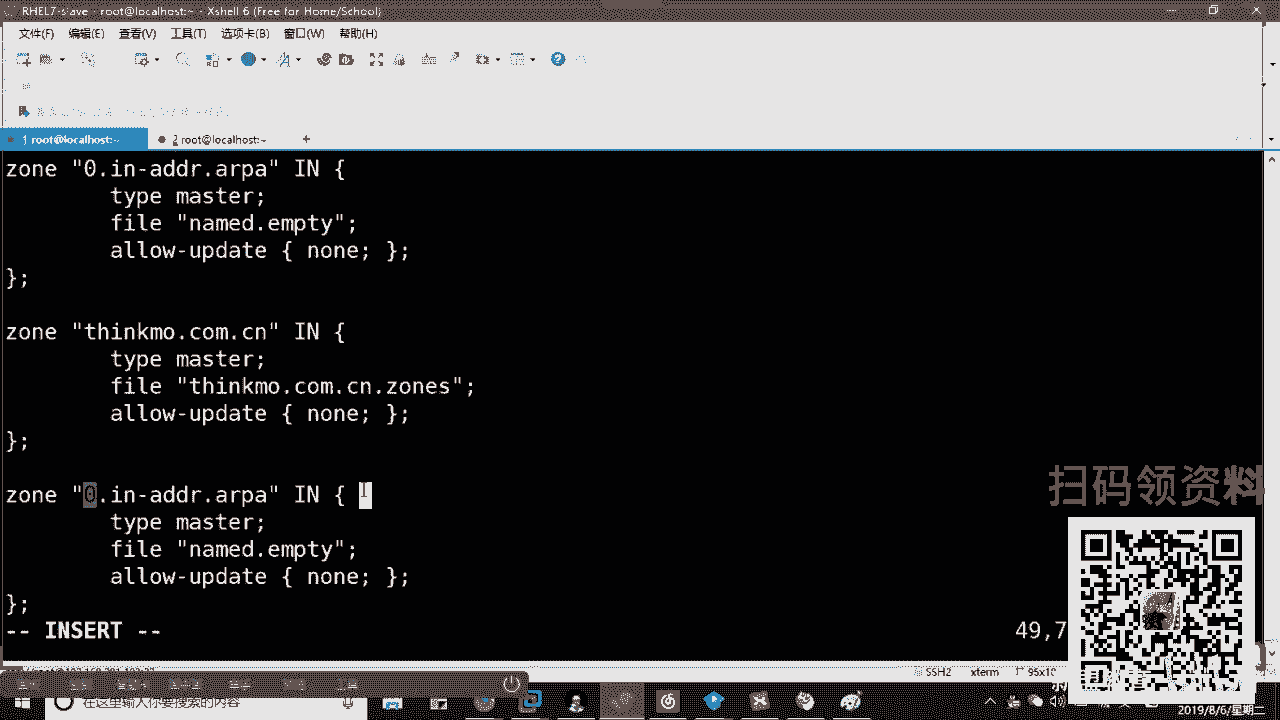 RHEL7-slave - root@localhost:~ - Xshell 6 (Free for Home/School)
文件(F) 编辑(E) 查看(V) 工具(T) 选项卡(B) 窗口(W) 帮助(H)
1 root@localhost:~ 2 root@localhost:~ +
zone "0.in-addr.arpa" IN {
type master;
file "named.empty";
allow-update { none; };
};
zone "thinkmo.com.cn" IN {
type master;
file "thinkmo.com.cn.zones";
allow-update { none; };
};
zone "0.in-addr.arpa" IN {
type master;
file "named.empty";
allow-update { none; };
};
-- INSERT -- 49,7
扫码领资料
SSH2 xterm
在这里输入你要搜索的内容
2019/8/6/星期二